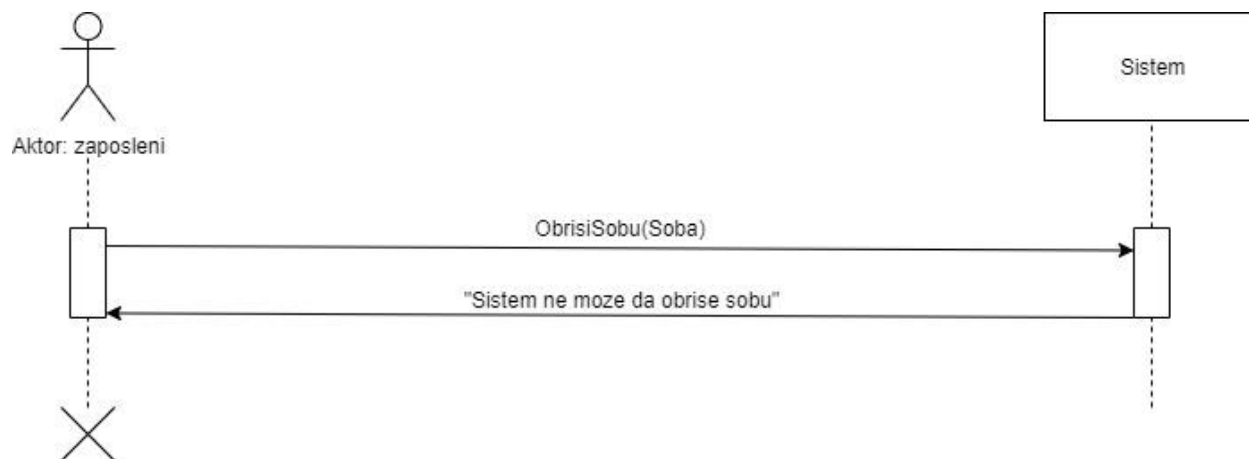 Sistem
Aktor: zaposleni
ObrisiSobu(Soba)
"Sistem ne moze da obrise sobu"